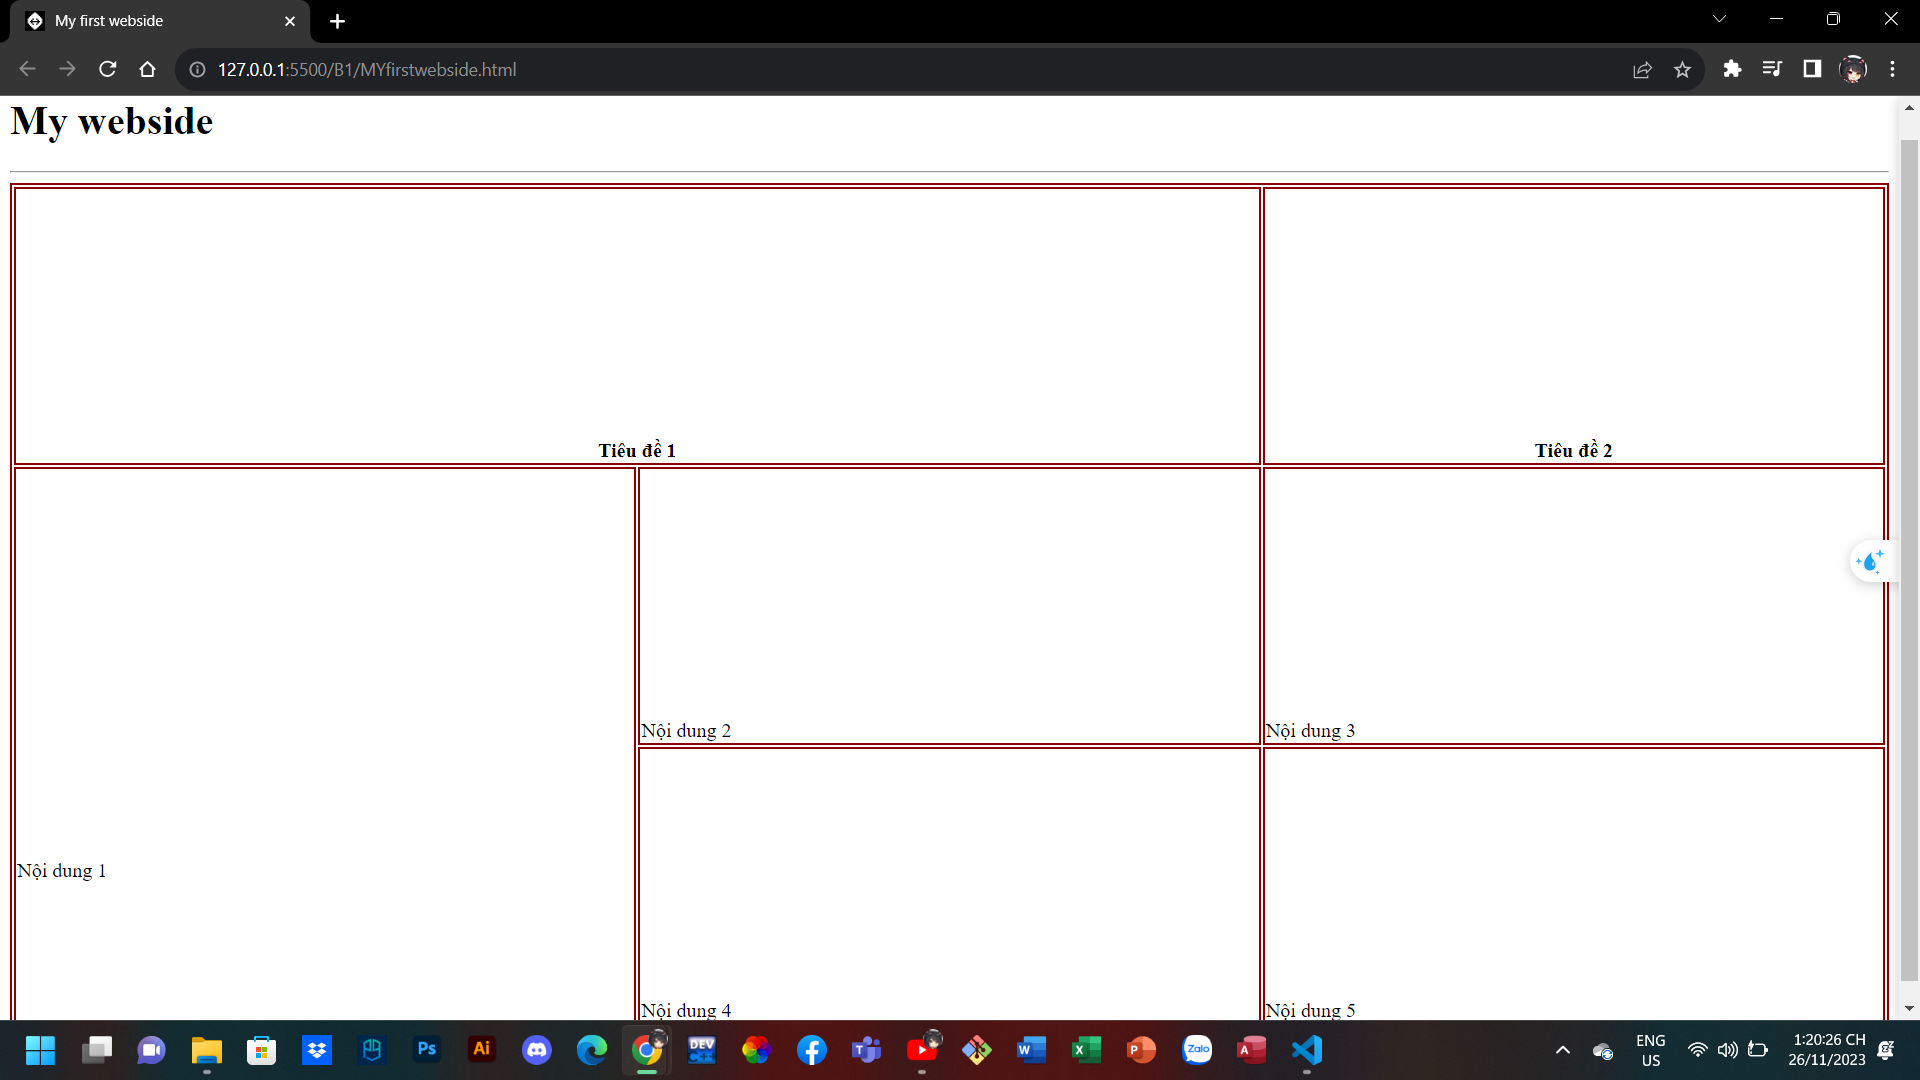 My first webside
127.0.0.1:5500/B1/MYfirstwebside.html
My webside
Tiêu đề 1
Tiêu đề 2
Nội dung 1
Nội dung 2
Nội dung 3
Nội dung 4
Nội dung 5
Ps
Ai
DEV
C++
T
W
X
P
Zalo
A
ENG
US
1:20:26 CH
26/11/2023